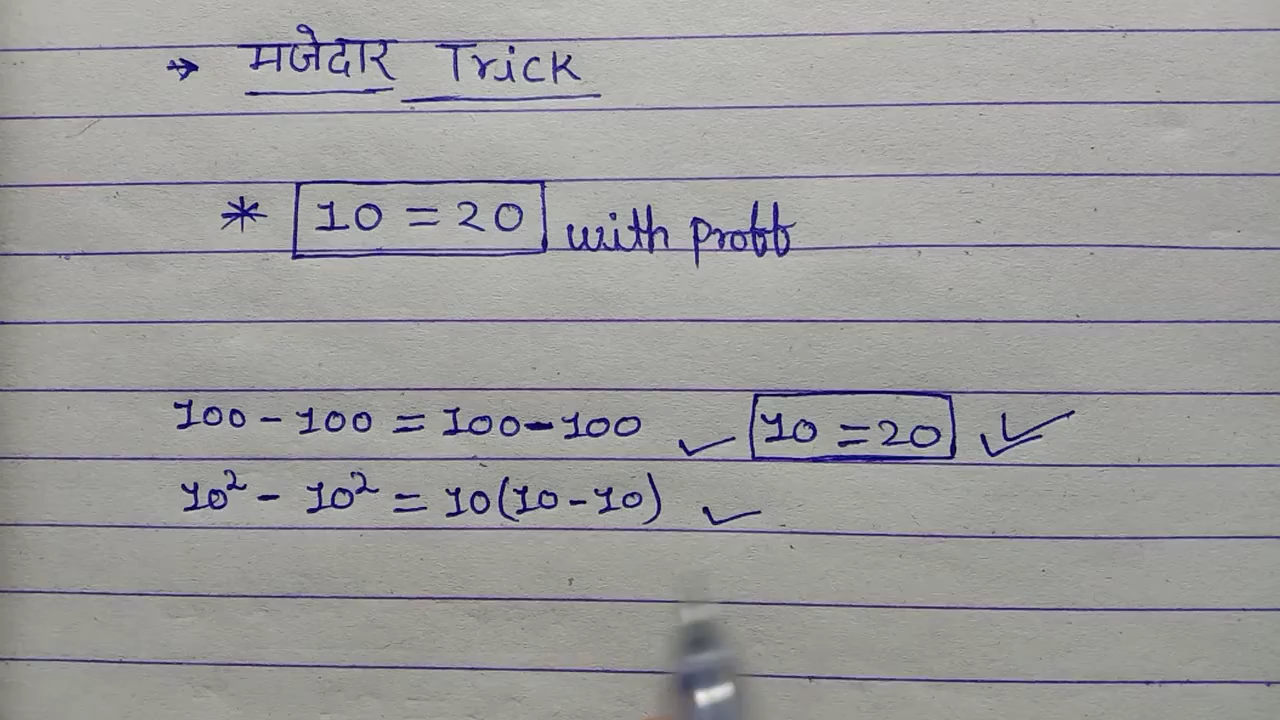 → मजेदार Trick
* 10 = 20 with proff
100 - 100 = 100 - 100 ✓ 10 = 20 ✓
10² - 10² = 10(10 - 10) ✓